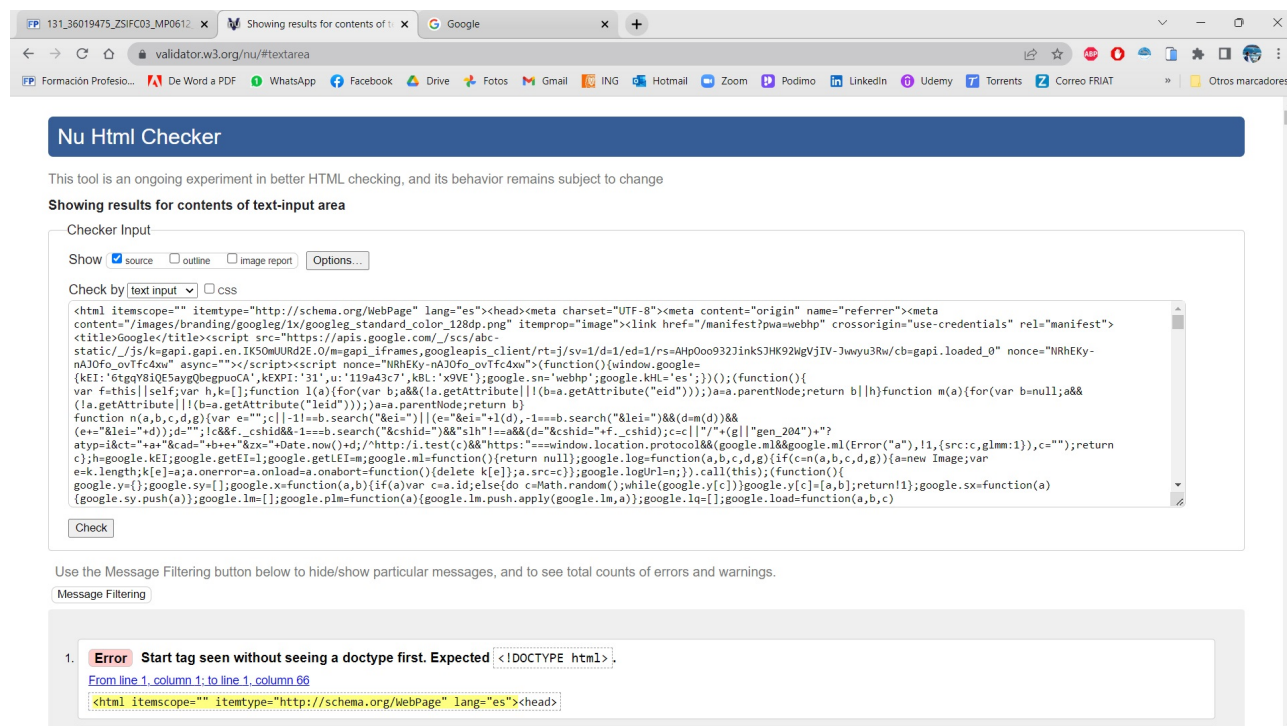 FP 131_36019475_ZSIFC03_MP0612_
Showing results for contents of t
G Google
validator.w3.org/nu/#textarea
ABP
FP Formación Profesio...
De Word a PDF
WhatsApp
Facebook
Drive
Fotos
Gmail
ING
Hotmail
Zoom
Podimo
LinkedIn
Udemy
Torrents
Correo FRIAT
»
Otros marcadores
Nu Html Checker
This tool is an ongoing experiment in better HTML checking, and its behavior remains subject to change
Showing results for contents of text-input area
Checker Input
Show source outline image report Options...
Check by text input css
<html itemscope="" itemtype="http://schema.org/WebPage" lang="es"><head><meta charset="UTF-8"><meta content="origin" name="referrer"><meta
content="/images/branding/googleg/1x/googleg_standard_color_128dp.png" itemprop="image"><link href="/manifest?pwa=webhp" crossorigin="use-credentials" rel="manifest">
<title>Google</title><script src="https://apis.google.com/_/scs/abc-
static/_/js/k=gapi.gapi.en.IK5OmUURd2E.O/m=gapi_iframes,googleapis_client/rt=j/sv=1/d=1/ed=1/rs=AHpOoo932JinkSJHK92WgVjIV-Jwwyu3Rw/cb=gapi.loaded_0" nonce="NRhEKy-
nAJOfo_ovTfc4xw" async=""></script><script nonce="NRhEKy-nAJOfo_ovTfc4xw">(function(){window.google=
{kEI:'6tgqY8iQE5aygQbegpuoCA',kEXPI:'31',u:'119a43c7',kBL:'x9VE'};google.sn='webhp';google.kHL='es';})();(function(){
var f=this||self;var h,k=[];function l(a){for(var b;a&&(!a.getAttribute||!(b=a.getAttribute("eid")));)a=a.parentNode;return b||h}function m(a){for(var b=null;a&&
(!a.getAttribute||!(b=a.getAttribute("leid")));)a=a.parentNode;return b}
function n(a,b,c,d,g){var e="";c||-1!==b.search("&ei=")||(e="&ei="+l(d),-1===b.search("&lei=")&&(d=m(d))&&
(e+="&lei="+d));d="";!c&&f._cshid&&-1===b.search("&cshid=")&&"slh"!==a&&(d="&cshid="+f._cshid);c=c||"/"+(g||"gen_204")+"?
atyp=i&ct="+a+"&cad="+b+e+"&zx="+Date.now()+d;/^http:/i.test(c)&&"https:"===window.location.protocol&&(google.ml&&google.ml(Error("a"),!1,{src:c,glmm:1}),c="");return
c};h=google.kEI;google.getEI=l;google.getLEI=m;google.ml=function(){return null};google.log=function(a,b,c,d,g){if(c=n(a,b,c,d,g)){a=new Image;var
e=k.length;k[e]=a;a.onerror=a.onload=a.onabort=function(){delete k[e]};a.src=c}};google.logUrl=n;}).call(this);(function(){
google.y={};google.sy=[];google.x=function(a,b){if(a)var c=a.id;else{do c=Math.random();while(google.y[c])}google.y[c]=[a,b];return!1};google.sx=function(a)
{google.sy.push(a)};google.lm=[];google.plm=function(a){google.lm.push.apply(google.lm,a)};google.lq=[];google.load=function(a,b,c)
Check
Use the Message Filtering button below to hide/show particular messages, and to see total counts of errors and warnings.
Message Filtering
1. Error Start tag seen without seeing a doctype first. Expected <!DOCTYPE html>.
From line 1, column 1; to line 1, column 66
<html itemscope="" itemtype="http://schema.org/WebPage" lang="es"><head>